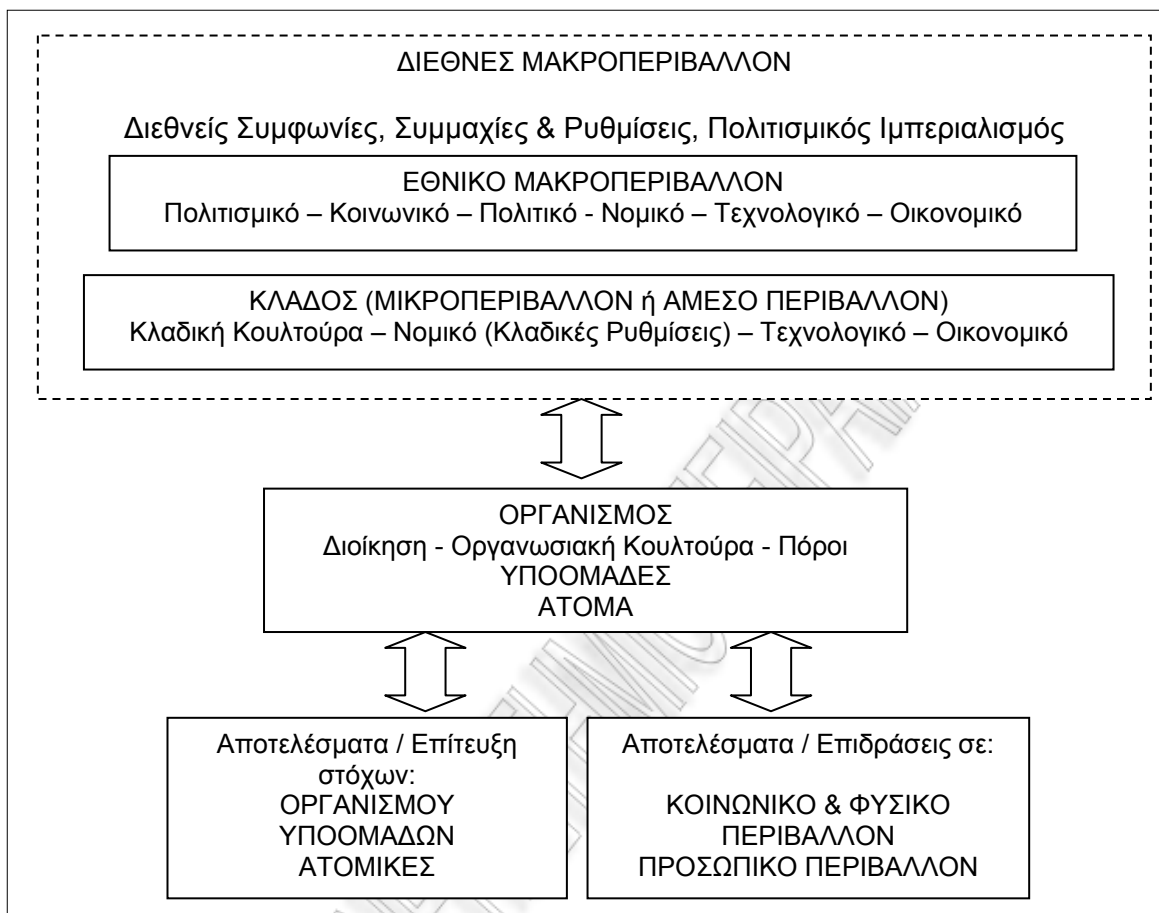 ΔΙΕΘΝΕΣ ΜΑΚΡΟΠΕΡΙΒΑΛΛΟΝ
Διεθνείς Συμφωνίες, Συμμαχίες & Ρυθμίσεις, Πολιτισμικός Ιμπεριαλισμός
ΕΘΝΙΚΟ ΜΑΚΡΟΠΕΡΙΒΑΛΛΟΝ
Πολιτισμικό – Κοινωνικό – Πολιτικό - Νομικό – Τεχνολογικό – Οικονομικό
ΚΛΑΔΟΣ (ΜΙΚΡΟΠΕΡΙΒΑΛΛΟΝ ή ΑΜΕΣΟ ΠΕΡΙΒΑΛΛΟΝ)
Κλαδική Κουλτούρα – Νομικό (Κλαδικές Ρυθμίσεις) – Τεχνολογικό – Οικονομικό
ΟΡΓΑΝΙΣΜΟΣ
Διοίκηση - Οργανωσιακή Κουλτούρα - Πόροι
ΥΠΟΟΜΑΔΕΣ
ΑΤΟΜΑ
Αποτελέσματα / Επίτευξη
στόχων:
ΟΡΓΑΝΙΣΜΟΥ
ΥΠΟΟΜΑΔΩΝ
ΑΤΟΜΙΚΕΣ
Αποτελέσματα / Επιδράσεις σε:
ΚΟΙΝΩΝΙΚΟ & ΦΥΣΙΚΟ
ΠΕΡΙΒΑΛΛΟΝ
ΠΡΟΣΩΠΙΚΟ ΠΕΡΙΒΑΛΛΟΝ